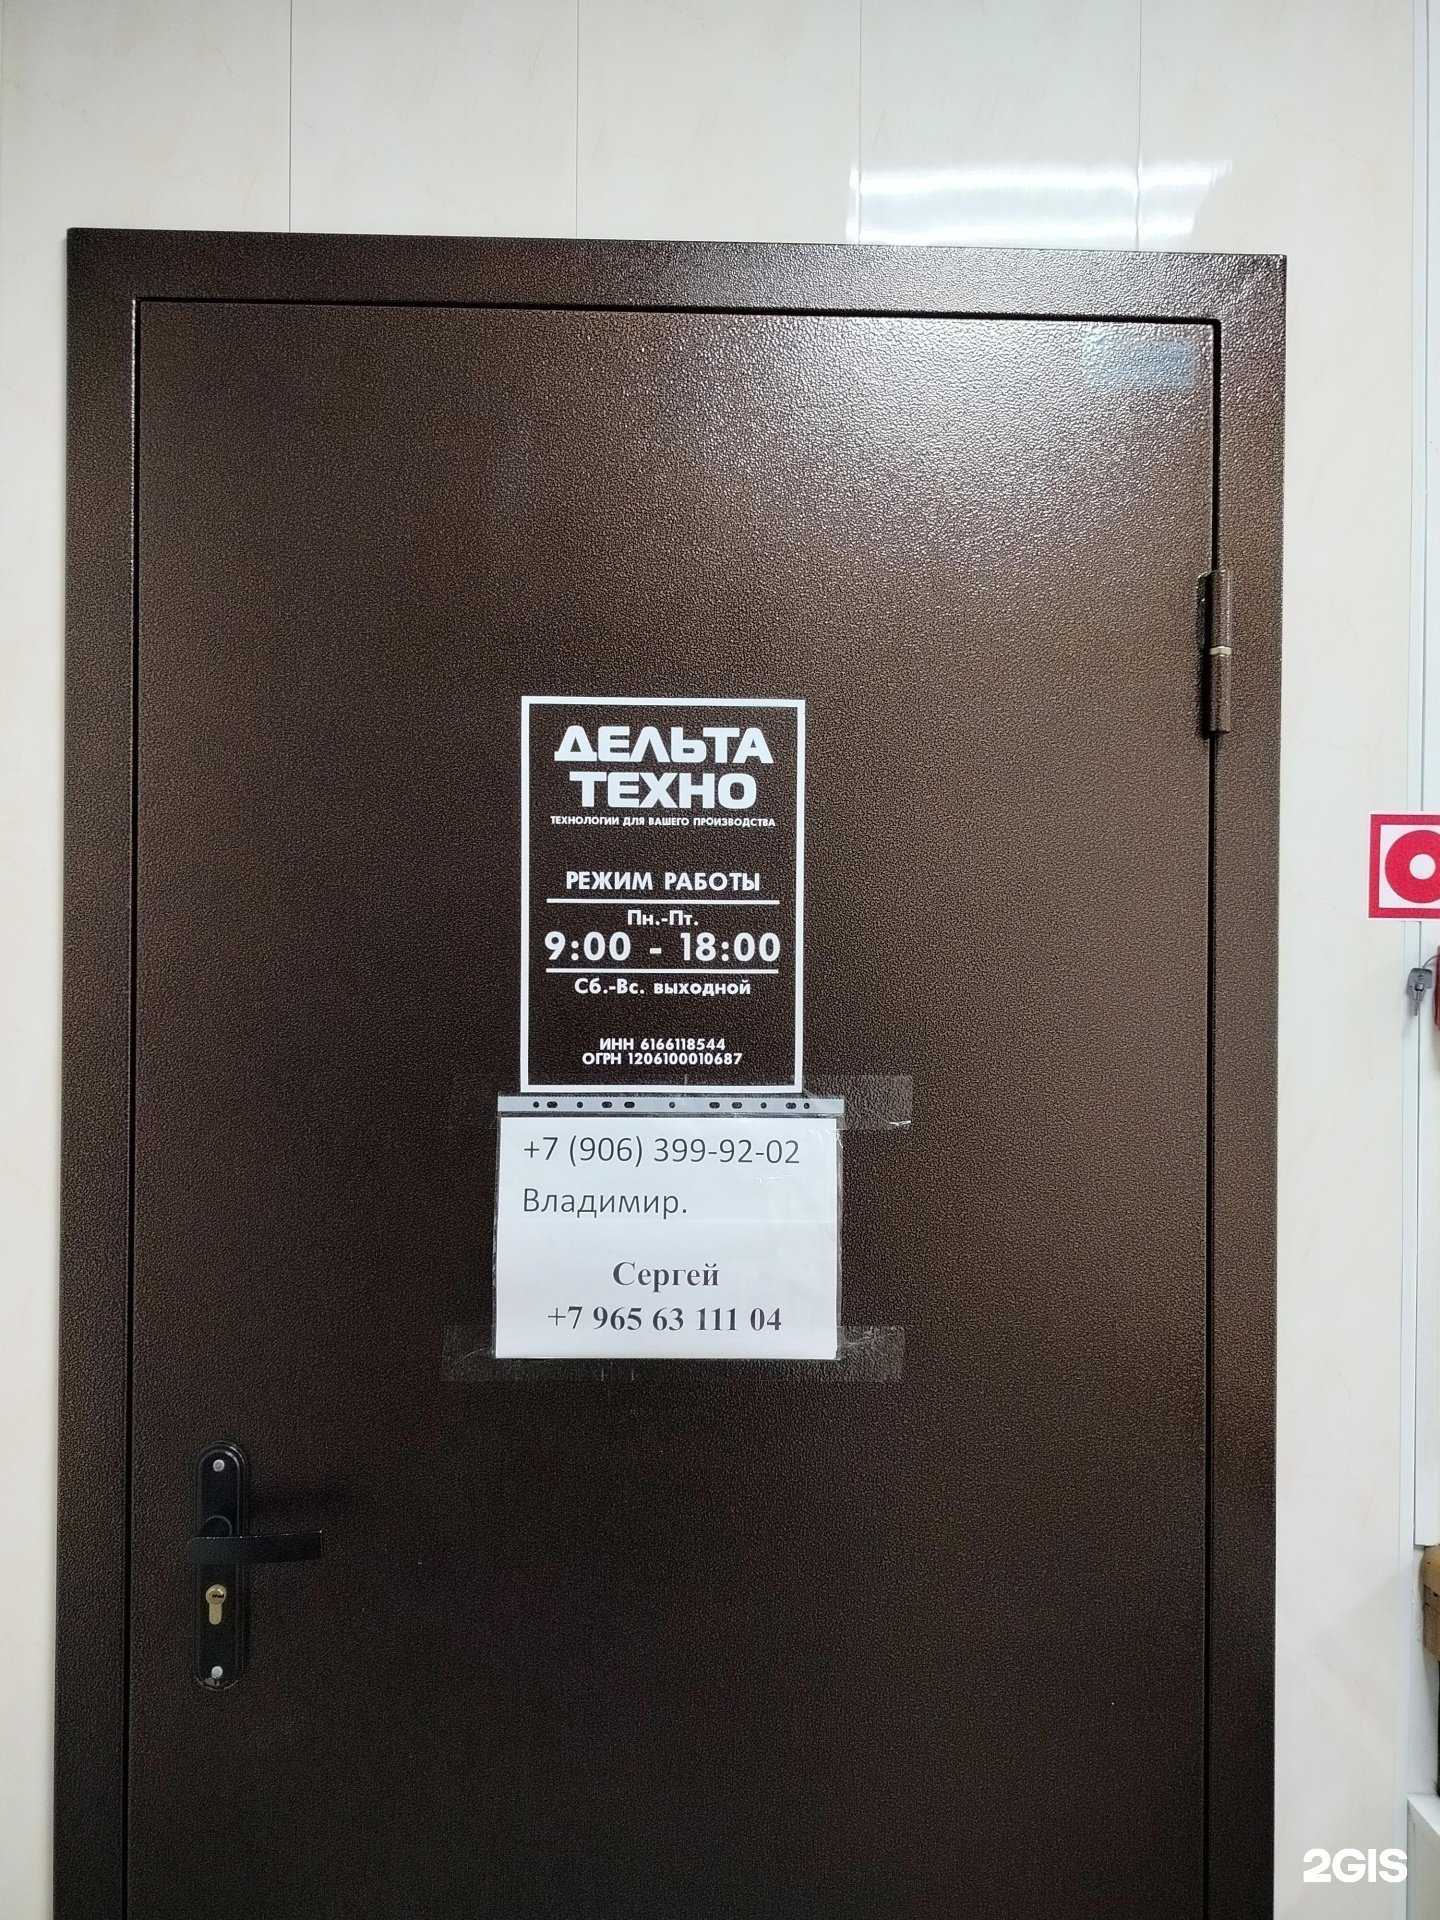 ДЕЛЬТА
ТЕХНО
ТЕХНОЛОГИИ ДЛЯ ВАШЕГО ПРОИЗВОДСТВА
РЕЖИМ РАБОТЫ
Пн.-Пт.
9:00 - 18:00
Сб.-Вс. выходной
ИНН 6166118544
ОГРН 1206100010687
+7 (906) 399-92-02
Владимир.
Сергей
+7 965 63 111 04
2GIS